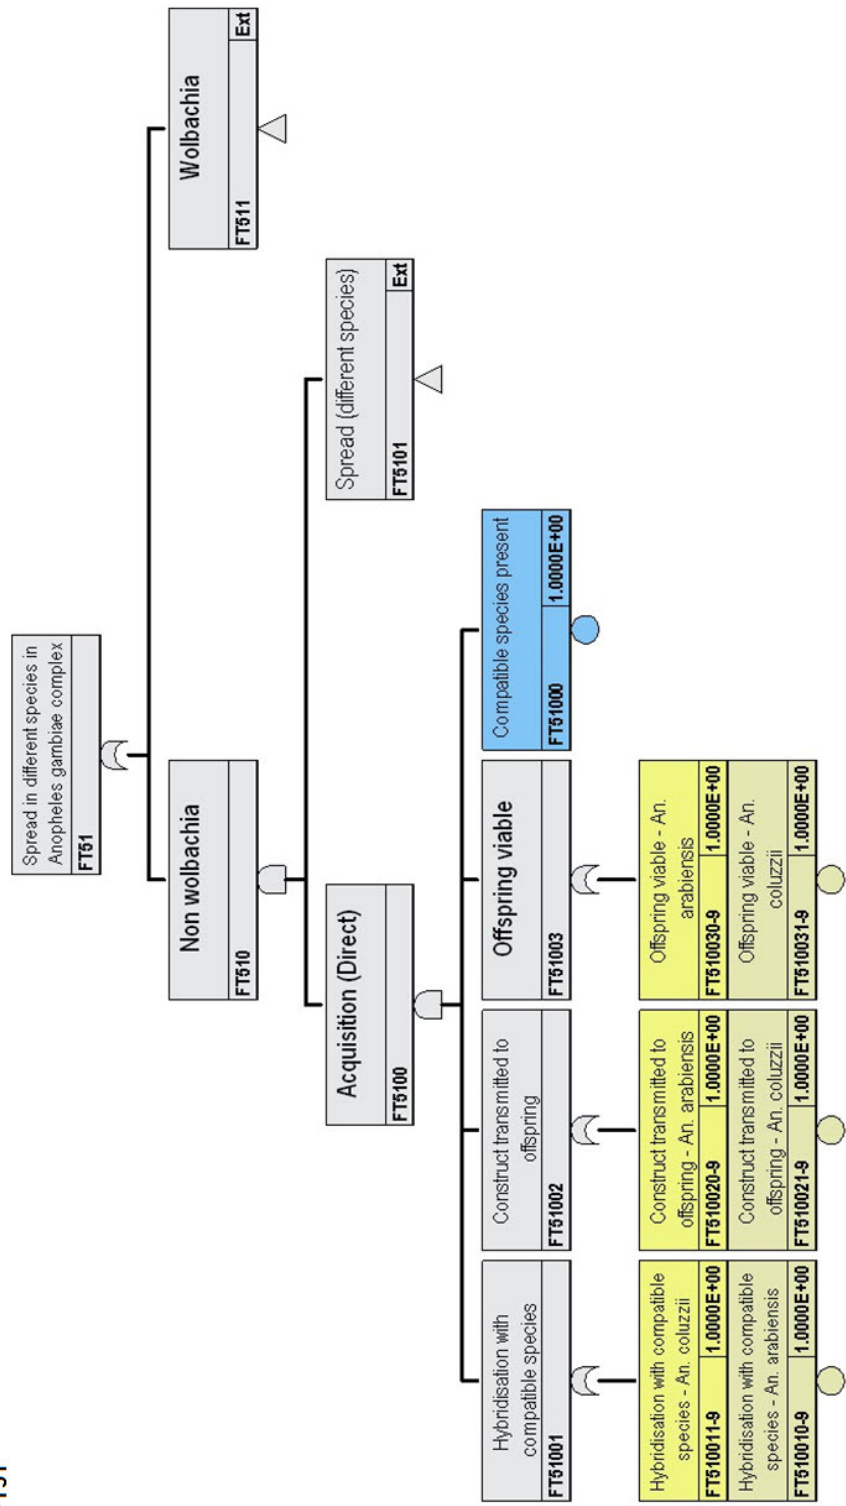 Spread in different species in
Anopheles gambiae complex
FT51
Non wolbachia
FT510
Wolbachia
FT511
Ext
Acquisition (Direct)
FT5100
Spread (different species)
FT5101
Ext
Hybridisation with
compatible species
FT51001
Construct transmitted to
offspring
FT51002
Offspring viable
FT51003
Compatible species present
FT51000
1.0000E+00
Hybridisation with compatible
species - An. coluzzii
FT510011-9
1.0000E+00
Hybridisation with compatible
species - An. arabiensis
FT510010-9
1.0000E+00
Construct transmitted to
offspring - An. arabiensis
FT510020-9
1.0000E+00
Construct transmitted to
offspring - An. coluzzii
FT510021-9
1.0000E+00
Offspring viable - An.
arabiensis
FT510030-9
1.0000E+00
Offspring viable - An.
coluzzii
FT510031-9
1.0000E+00